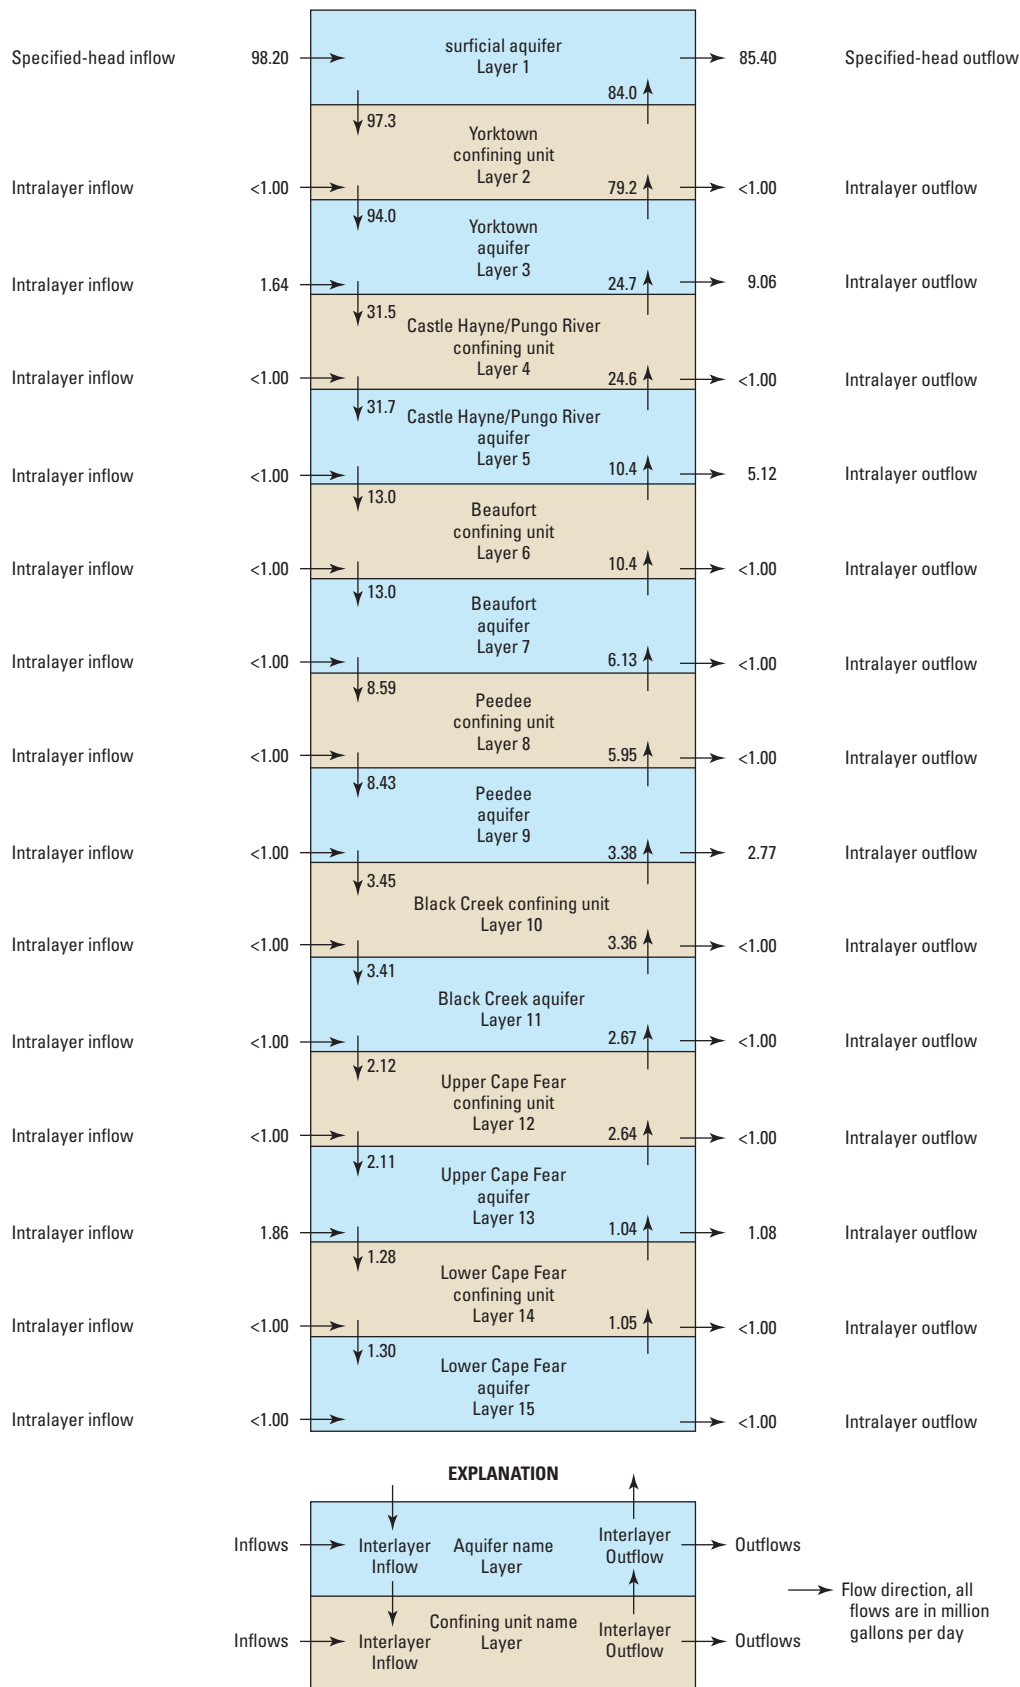 surficial aquifer
Layer 1
Specified-head inflow 98.20
85.40 Specified-head outflow
84.0
97.3
Yorktown
confining unit
Layer 2
Intralayer inflow <1.00
79.2
<1.00 Intralayer outflow
94.0
Yorktown
aquifer
Layer 3
Intralayer inflow 1.64
24.7
9.06 Intralayer outflow
31.5
Castle Hayne/Pungo River
confining unit
Layer 4
Intralayer inflow <1.00
24.6
<1.00 Intralayer outflow
31.7
Castle Hayne/Pungo River
aquifer
Layer 5
Intralayer inflow <1.00
10.4
5.12 Intralayer outflow
13.0
Beaufort
confining unit
Layer 6
Intralayer inflow <1.00
10.4
<1.00 Intralayer outflow
13.0
Beaufort
aquifer
Layer 7
Intralayer inflow <1.00
6.13
<1.00 Intralayer outflow
8.59
Peedee
confining unit
Layer 8
Intralayer inflow <1.00
5.95
<1.00 Intralayer outflow
8.43
Peedee
aquifer
Layer 9
Intralayer inflow <1.00
3.38
2.77 Intralayer outflow
3.45
Black Creek confining unit
Layer 10
Intralayer inflow <1.00
3.36
<1.00 Intralayer outflow
3.41
Black Creek aquifer
Layer 11
Intralayer inflow <1.00
2.67
<1.00 Intralayer outflow
2.12
Upper Cape Fear
confining unit
Layer 12
Intralayer inflow <1.00
2.64
<1.00 Intralayer outflow
2.11
Upper Cape Fear
aquifer
Layer 13
Intralayer inflow 1.86
1.04
1.08 Intralayer outflow
1.28
Lower Cape Fear
confining unit
Layer 14
Intralayer inflow <1.00
1.05
<1.00 Intralayer outflow
1.30
Lower Cape Fear
aquifer
Layer 15
Intralayer inflow <1.00
<1.00 Intralayer outflow
EXPLANATION
Inflows
Interlayer
Inflow
Aquifer name
Layer
Interlayer
Outflow
Outflows
Inflows
Interlayer
Inflow
Confining unit name
Layer
Interlayer
Outflow
Outflows
Flow direction, all
flows are in million
gallons per day